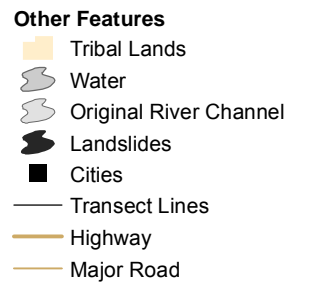 Other Features
Tribal Lands
Water
Original River Channel
Landslides
Cities
Transect Lines
Highway
Major Road